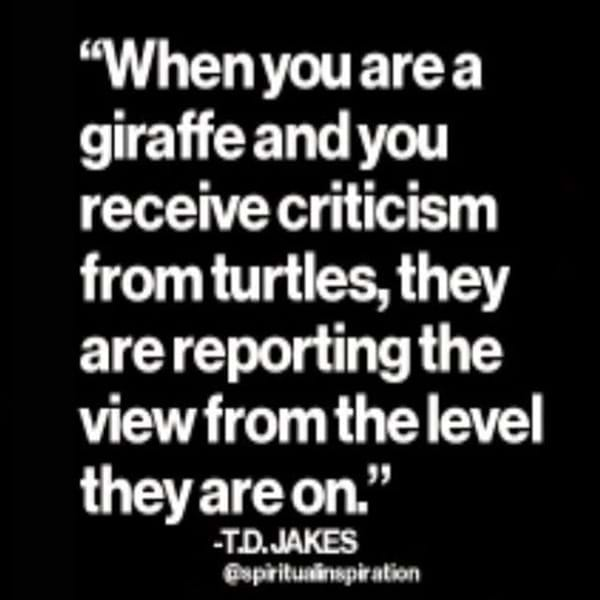 “When you are a
giraffe and you
receive criticism
from turtles, they
are reporting the
view from the level
they are on.”
-T.D. JAKES
@spiritualinspiration